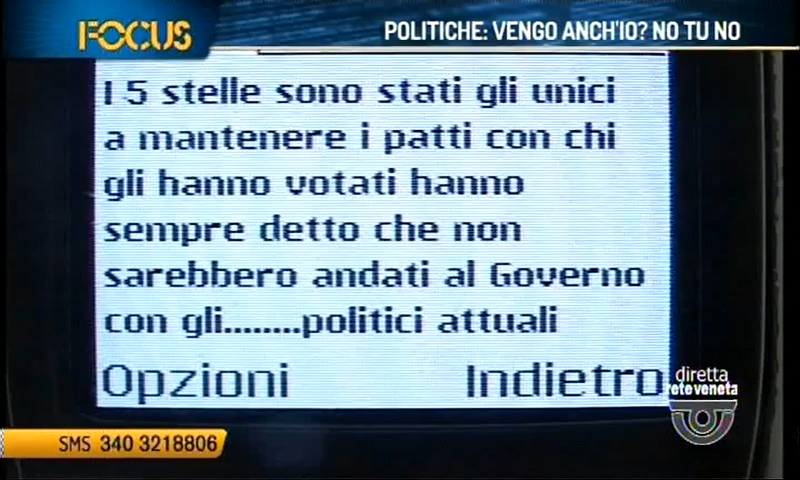 FOCUS
POLITICHE: VENGO ANCH'IO? NO TU NO
I 5 stelle sono stati gli unici
a mantenere i patti con chi
gli hanno votati hanno
sempre detto che non
sarebbero andati al Governo
con gli........politici attuali
Opzioni Indietro
diretta
reteveneta
SMS 340 3218806